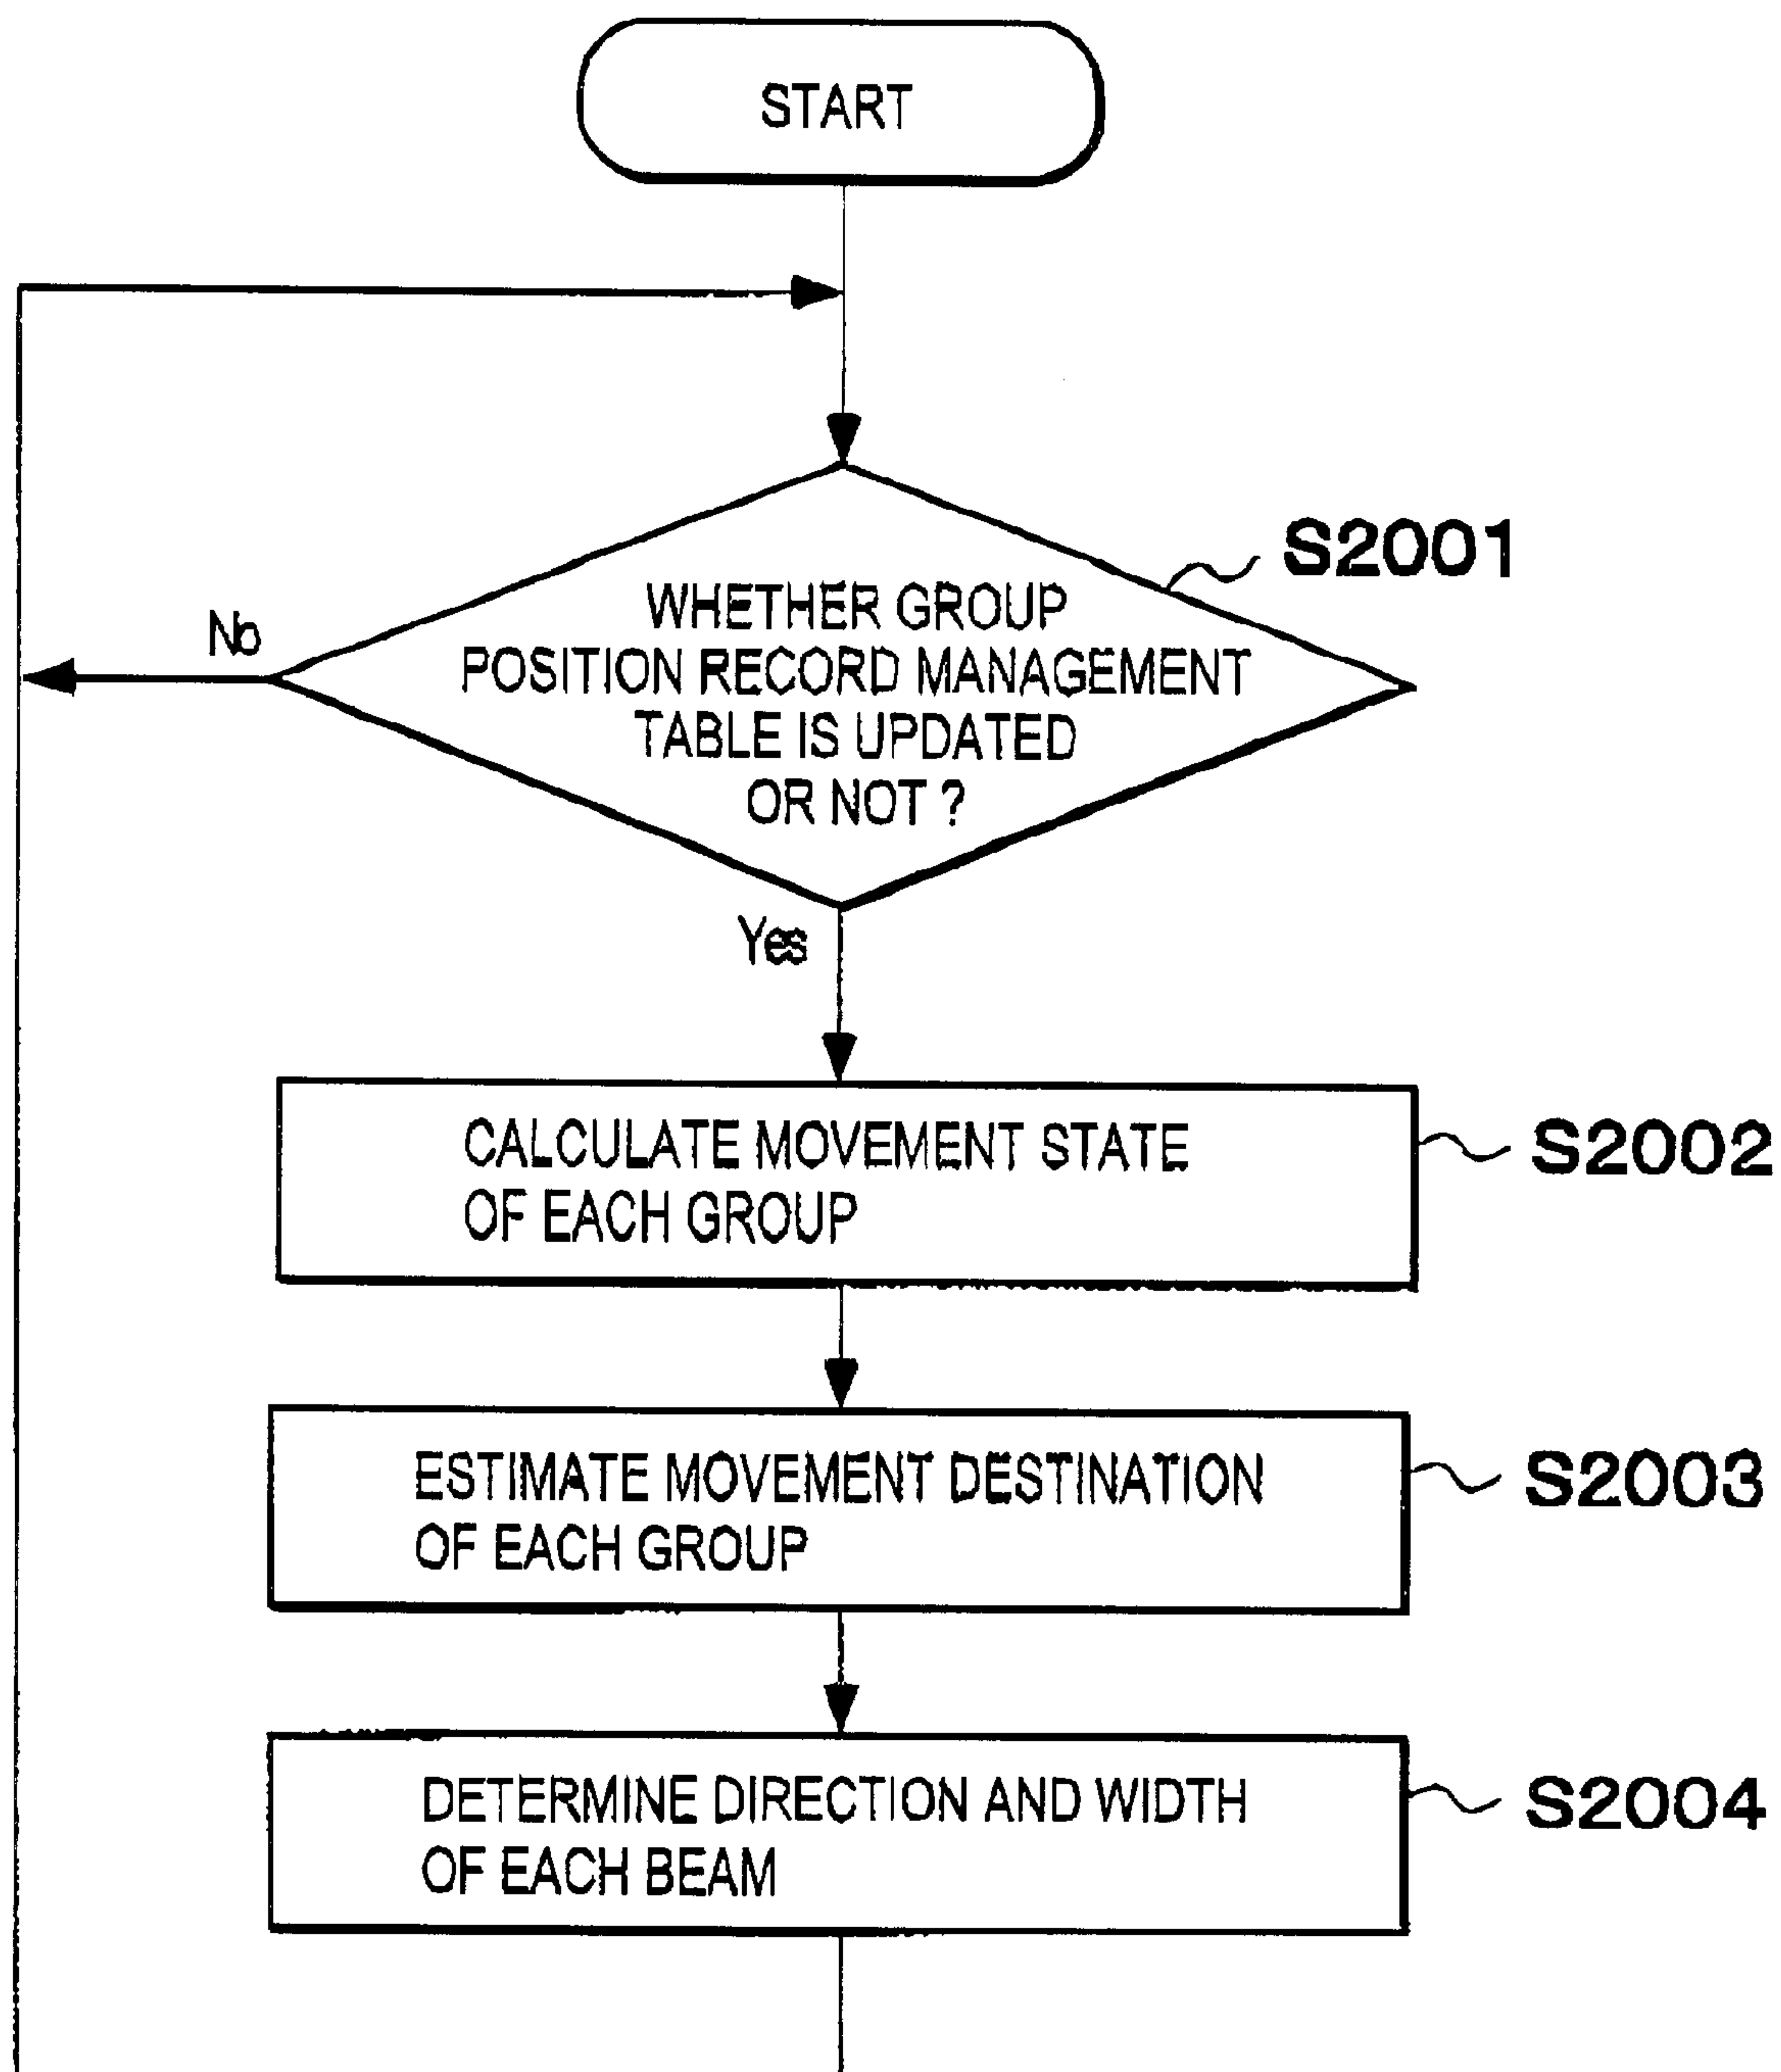 START
S2001
WHETHER GROUP
POSITION RECORD MANAGEMENT
TABLE IS UPDATED
OR NOT ?
No
Yes
CALCULATE MOVEMENT STATE
OF EACH GROUP
S2002
ESTIMATE MOVEMENT DESTINATION
OF EACH GROUP
S2003
DETERMINE DIRECTION AND WIDTH
OF EACH BEAM
S2004